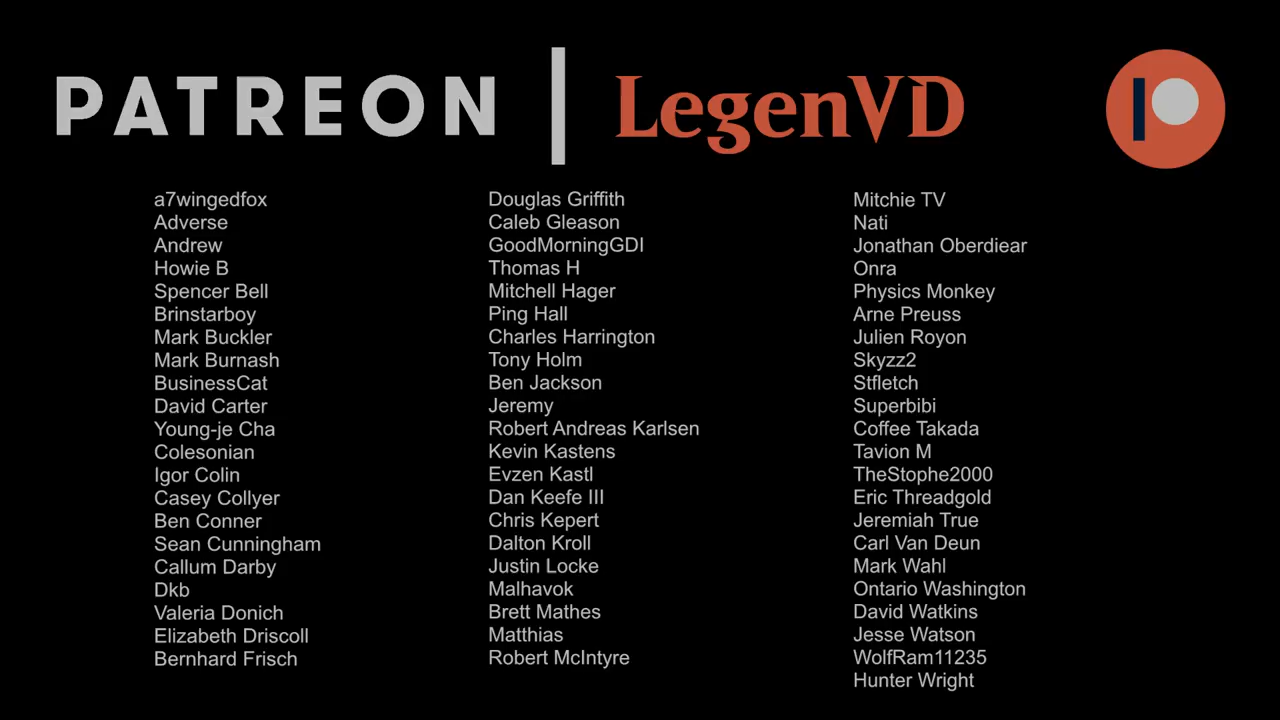 PATREON | LegenVD
a7wingedfox
Adverse
Andrew
Howie B
Spencer Bell
Brinstarboy
Mark Buckler
Mark Burnash
BusinessCat
David Carter
Young-je Cha
Colesonian
Igor Colin
Casey Collyer
Ben Conner
Sean Cunningham
Callum Darby
Dkb
Valeria Donich
Elizabeth Driscoll
Bernhard Frisch
Douglas Griffith
Caleb Gleason
GoodMorningGDI
Thomas H
Mitchell Hager
Ping Hall
Charles Harrington
Tony Holm
Ben Jackson
Jeremy
Robert Andreas Karlsen
Kevin Kastens
Evzen Kastl
Dan Keefe III
Chris Kepert
Dalton Kroll
Justin Locke
Malhavok
Brett Mathes
Matthias
Robert McIntyre
Mitchie TV
Nati
Jonathan Oberdiear
Onra
Physics Monkey
Arne Preuss
Julien Royon
Skyzz2
Stfletch
Superbibi
Coffee Takada
Tavion M
TheStophe2000
Eric Threadgold
Jeremiah True
Carl Van Deun
Mark Wahl
Ontario Washington
David Watkins
Jesse Watson
WolfRam11235
Hunter Wright